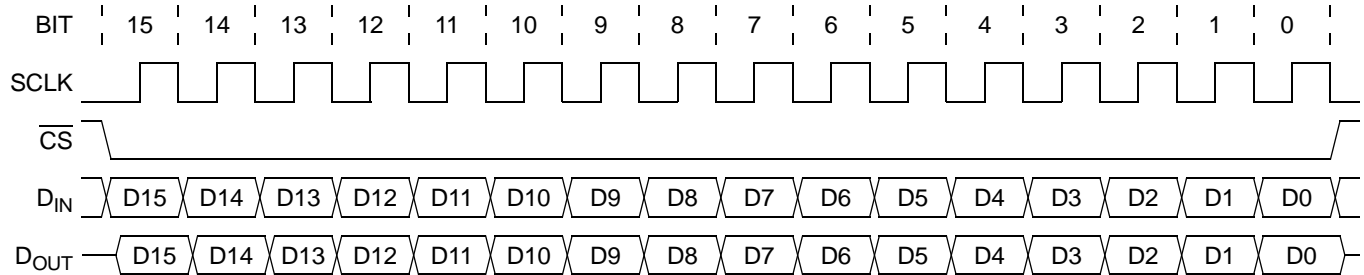 BIT 15 14 13 12 11 10 9 8 7 6 5 4 3 2 1 0
SCLK
CS
DIN D15 D14 D13 D12 D11 D10 D9 D8 D7 D6 D5 D4 D3 D2 D1 D0
DOUT D15 D14 D13 D12 D11 D10 D9 D8 D7 D6 D5 D4 D3 D2 D1 D0